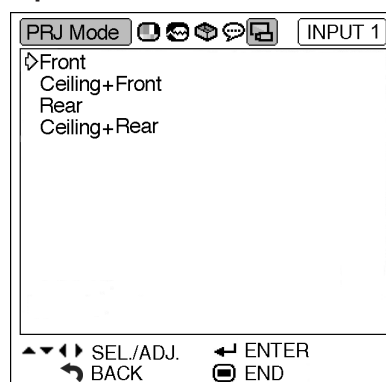 PRJ Mode INPUT 1
Front
Ceiling+Front
Rear
Ceiling+Rear
SEL./ADJ. ENTER
BACK END